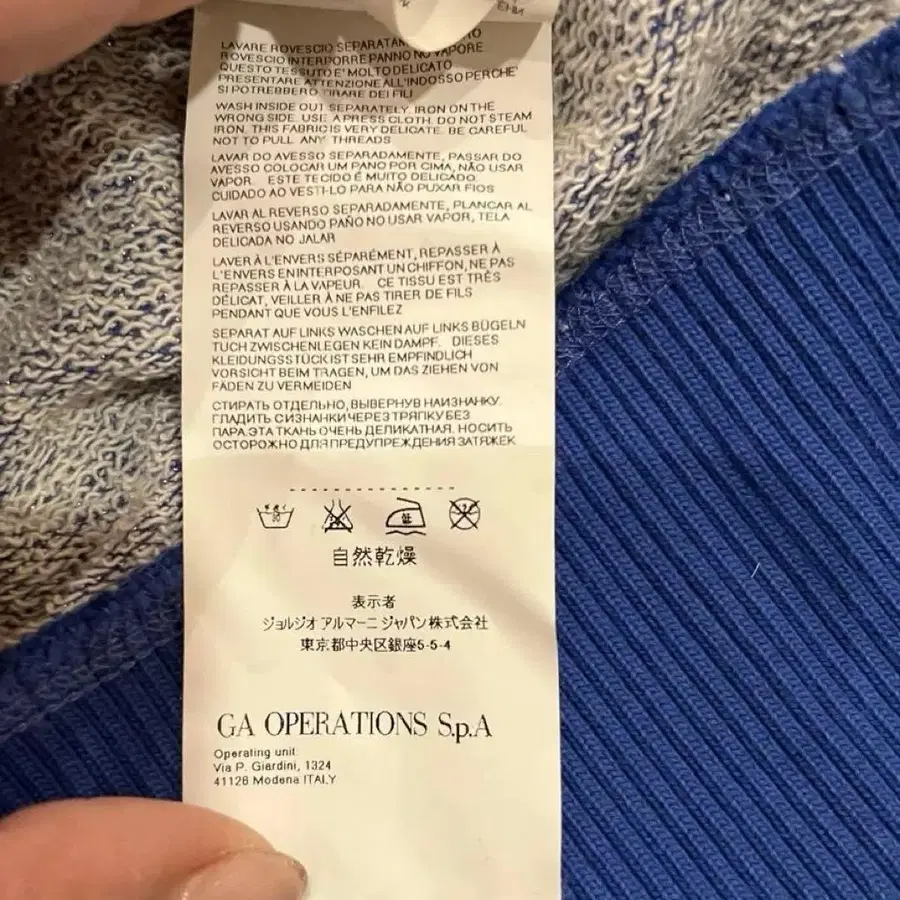 LAVARE ROVESCIO
ROVESCIO INTERPORRE PANNO NO VAPORE
QUESTO TESSUTO E' MOLTO DELICATO
PRESENTARE ATTENZIONE ALL'INDOSSO PERCHE'
SI POTREBBERO TIRARE DEI FILI
WASH INSIDE OUT SEPARATELY. IRON ON THE
WRONG SIDE. USE A PRESS CLOTH. DO NOT STEAM
IRON. THIS FABRIC IS VERY DELICATE. BE CAREFUL
NOT TO PULL ANY THREADS
LAVAR DO AVESSO SEPARADAMENTE, PASSAR DO
AVESSO COLOCAR UM PANO POR CIMA, NÃO USAR
VAPOR. ESTE TECIDO É MUITO DELICADO.
CUIDADO AO VESTI-LO PARA NÃO PUXAR FIOS
LAVAR AL REVERSO SEPARADAMENTE, PLANCAR AL
REVERSO USANDO PAÑO NO USAR VAPOR, TELA
DELICADA NO JALAR
LAVER À L'ENVERS SÉPARÉMENT, REPASSER À
L'ENVERS EN INTERPOSANT UN CHIFFON, NE PAS
REPASSER À LA VAPEUR. CE TISSU EST TRÈS
DÉLICAT, VEILLER À NE PAS TIRER DE FILS
PENDANT QUE VOUS L'ENFILEZ
SEPARAT AUF LINKS WASCHEN AUF LINKS BÜGELN
TUCH ZWISCHENLEGEN KEIN DAMPF. DIESES
KLEIDUNGSSTÜCK IST SEHR EMPFINDLICH
VORSICHT BEIM TRAGEN, UM DAS ZIEHEN VON
FÄDEN ZU VERMEIDEN
СТИРАТЬ ОТДЕЛЬНО, ВЫВЕРНУВ НАИЗНАНКУ.
ГЛАДИТЬ С ИЗНАНКИ ЧЕРЕЗ ТРЯПКУ БЕЗ
ПАРА.ЭТА ТКАНЬ ОЧЕНЬ ДЕЛИКАТНАЯ. НОСИТЬ
ОСТОРОЖНО ДЛЯ ПРЕДУПРЕЖДЕНИЯ ЗАТЯЖЕК
自然乾燥
表示者
ジョルジオ アルマーニ ジャパン株式会社
東京都中央区銀座5-5-4
GA OPERATIONS S.p.A
Operating unit:
Via P. Giardini, 1324
41126 Modena ITALY